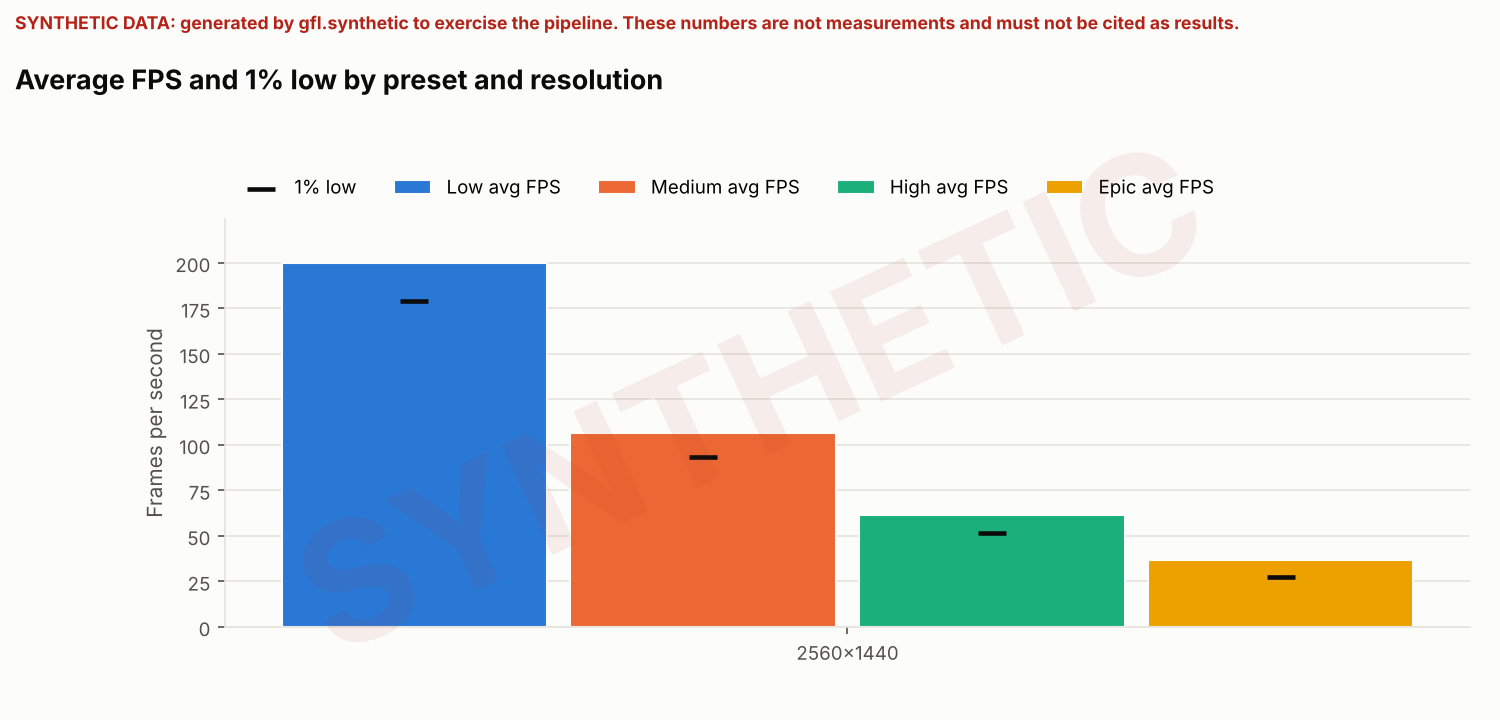 SYNTHETIC DATA: generated by gfl.synthetic to exercise the pipeline. These numbers are not measurements and must not be cited as results.
Average FPS and 1% low by preset and resolution
1% low Low avg FPS Medium avg FPS High avg FPS Epic avg FPS
Frames per second
200
175
150
125
100
75
50
25
0
2560×1440
SYNTHETIC